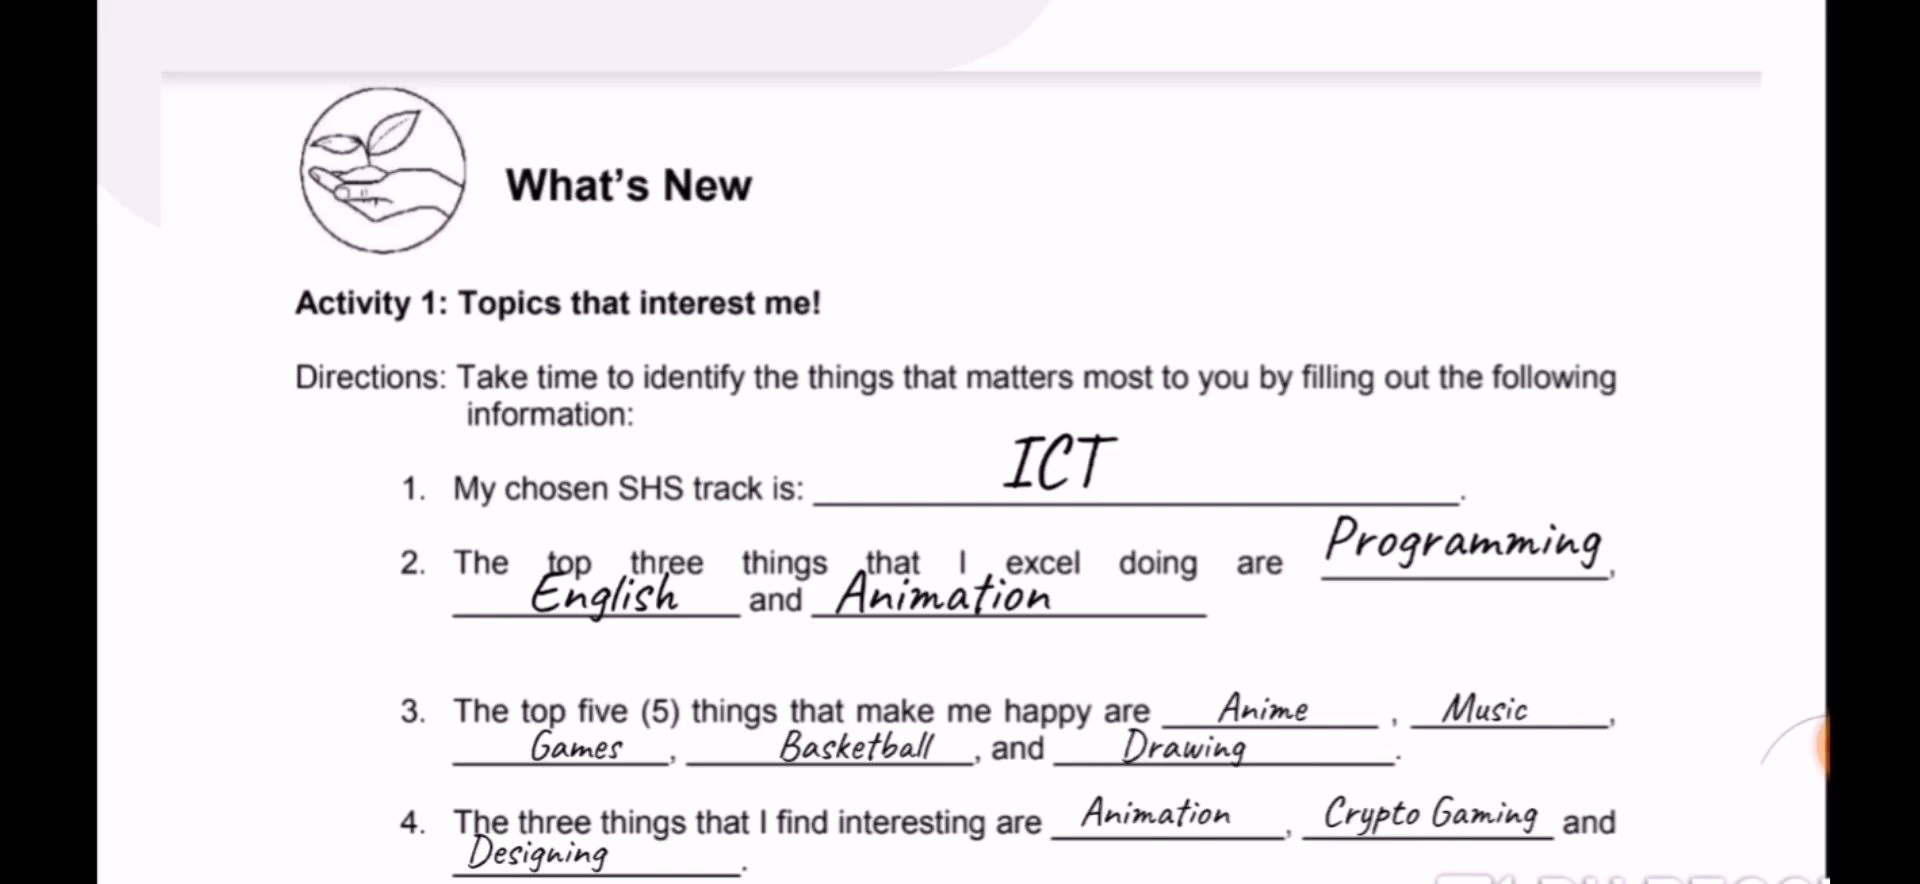 What's New
Activity 1: Topics that interest me!
Directions: Take time to identify the things that matters most to you by filling out the following
information:
1. My chosen SHS track is: ICT.
2. The top three things that I excel doing are Programming,
English and Animation
3. The top five (5) things that make me happy are Anime, Music,
Games, Basketball, and Drawing.
4. The three things that I find interesting are Animation, Crypto Gaming and
Designing.